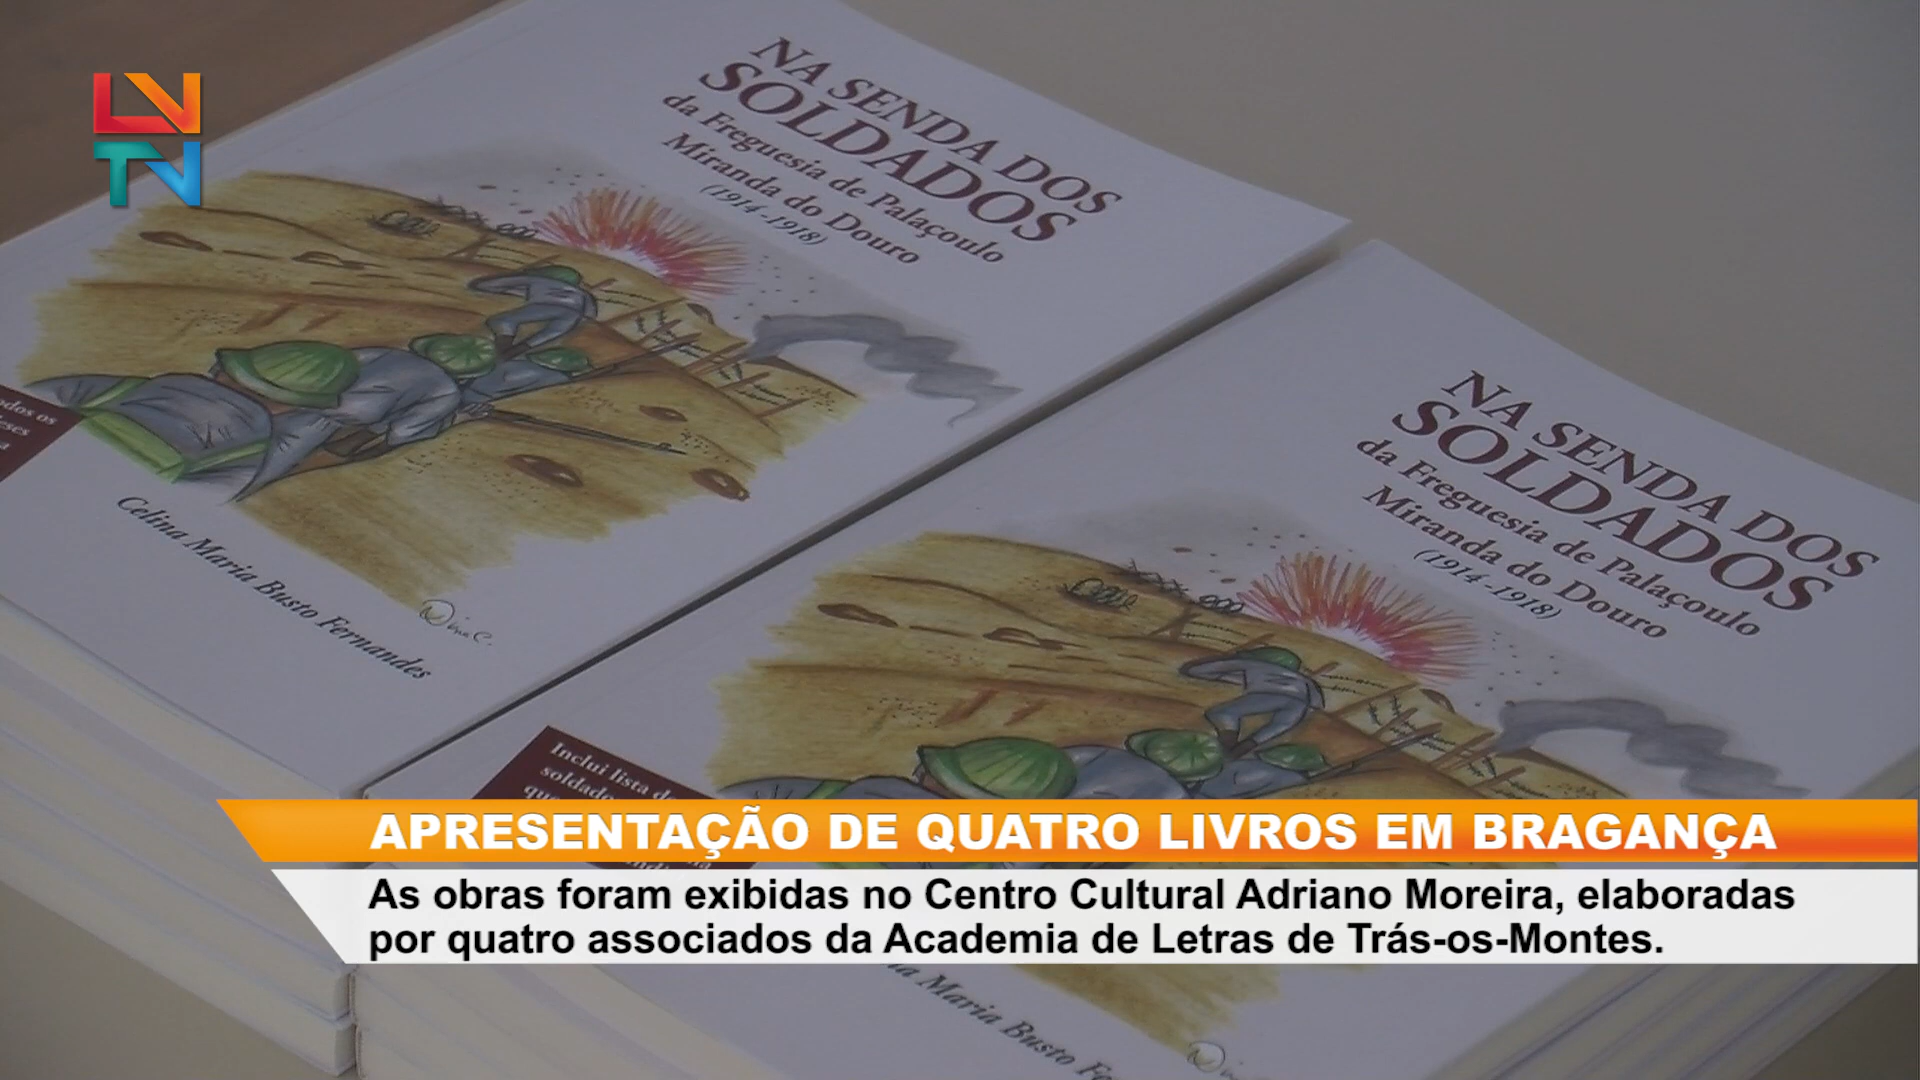 LVTV
NA SENDA DOS
SOLDADOS
da Freguesia de Palaçoulo
Miranda do Douro
(1914-1918)
Celina Maria Busto Fernandes
NA SENDA DOS
SOLDADOS
da Freguesia de Palaçoulo
Miranda do Douro
(1914-1918)
Inclui lista
APRESENTAÇÃO DE QUATRO LIVROS EM BRAGANÇA
As obras foram exibidas no Centro Cultural Adriano Moreira, elaboradas
por quatro associados da Academia de Letras de Trás-os-Montes.
Maria Busto